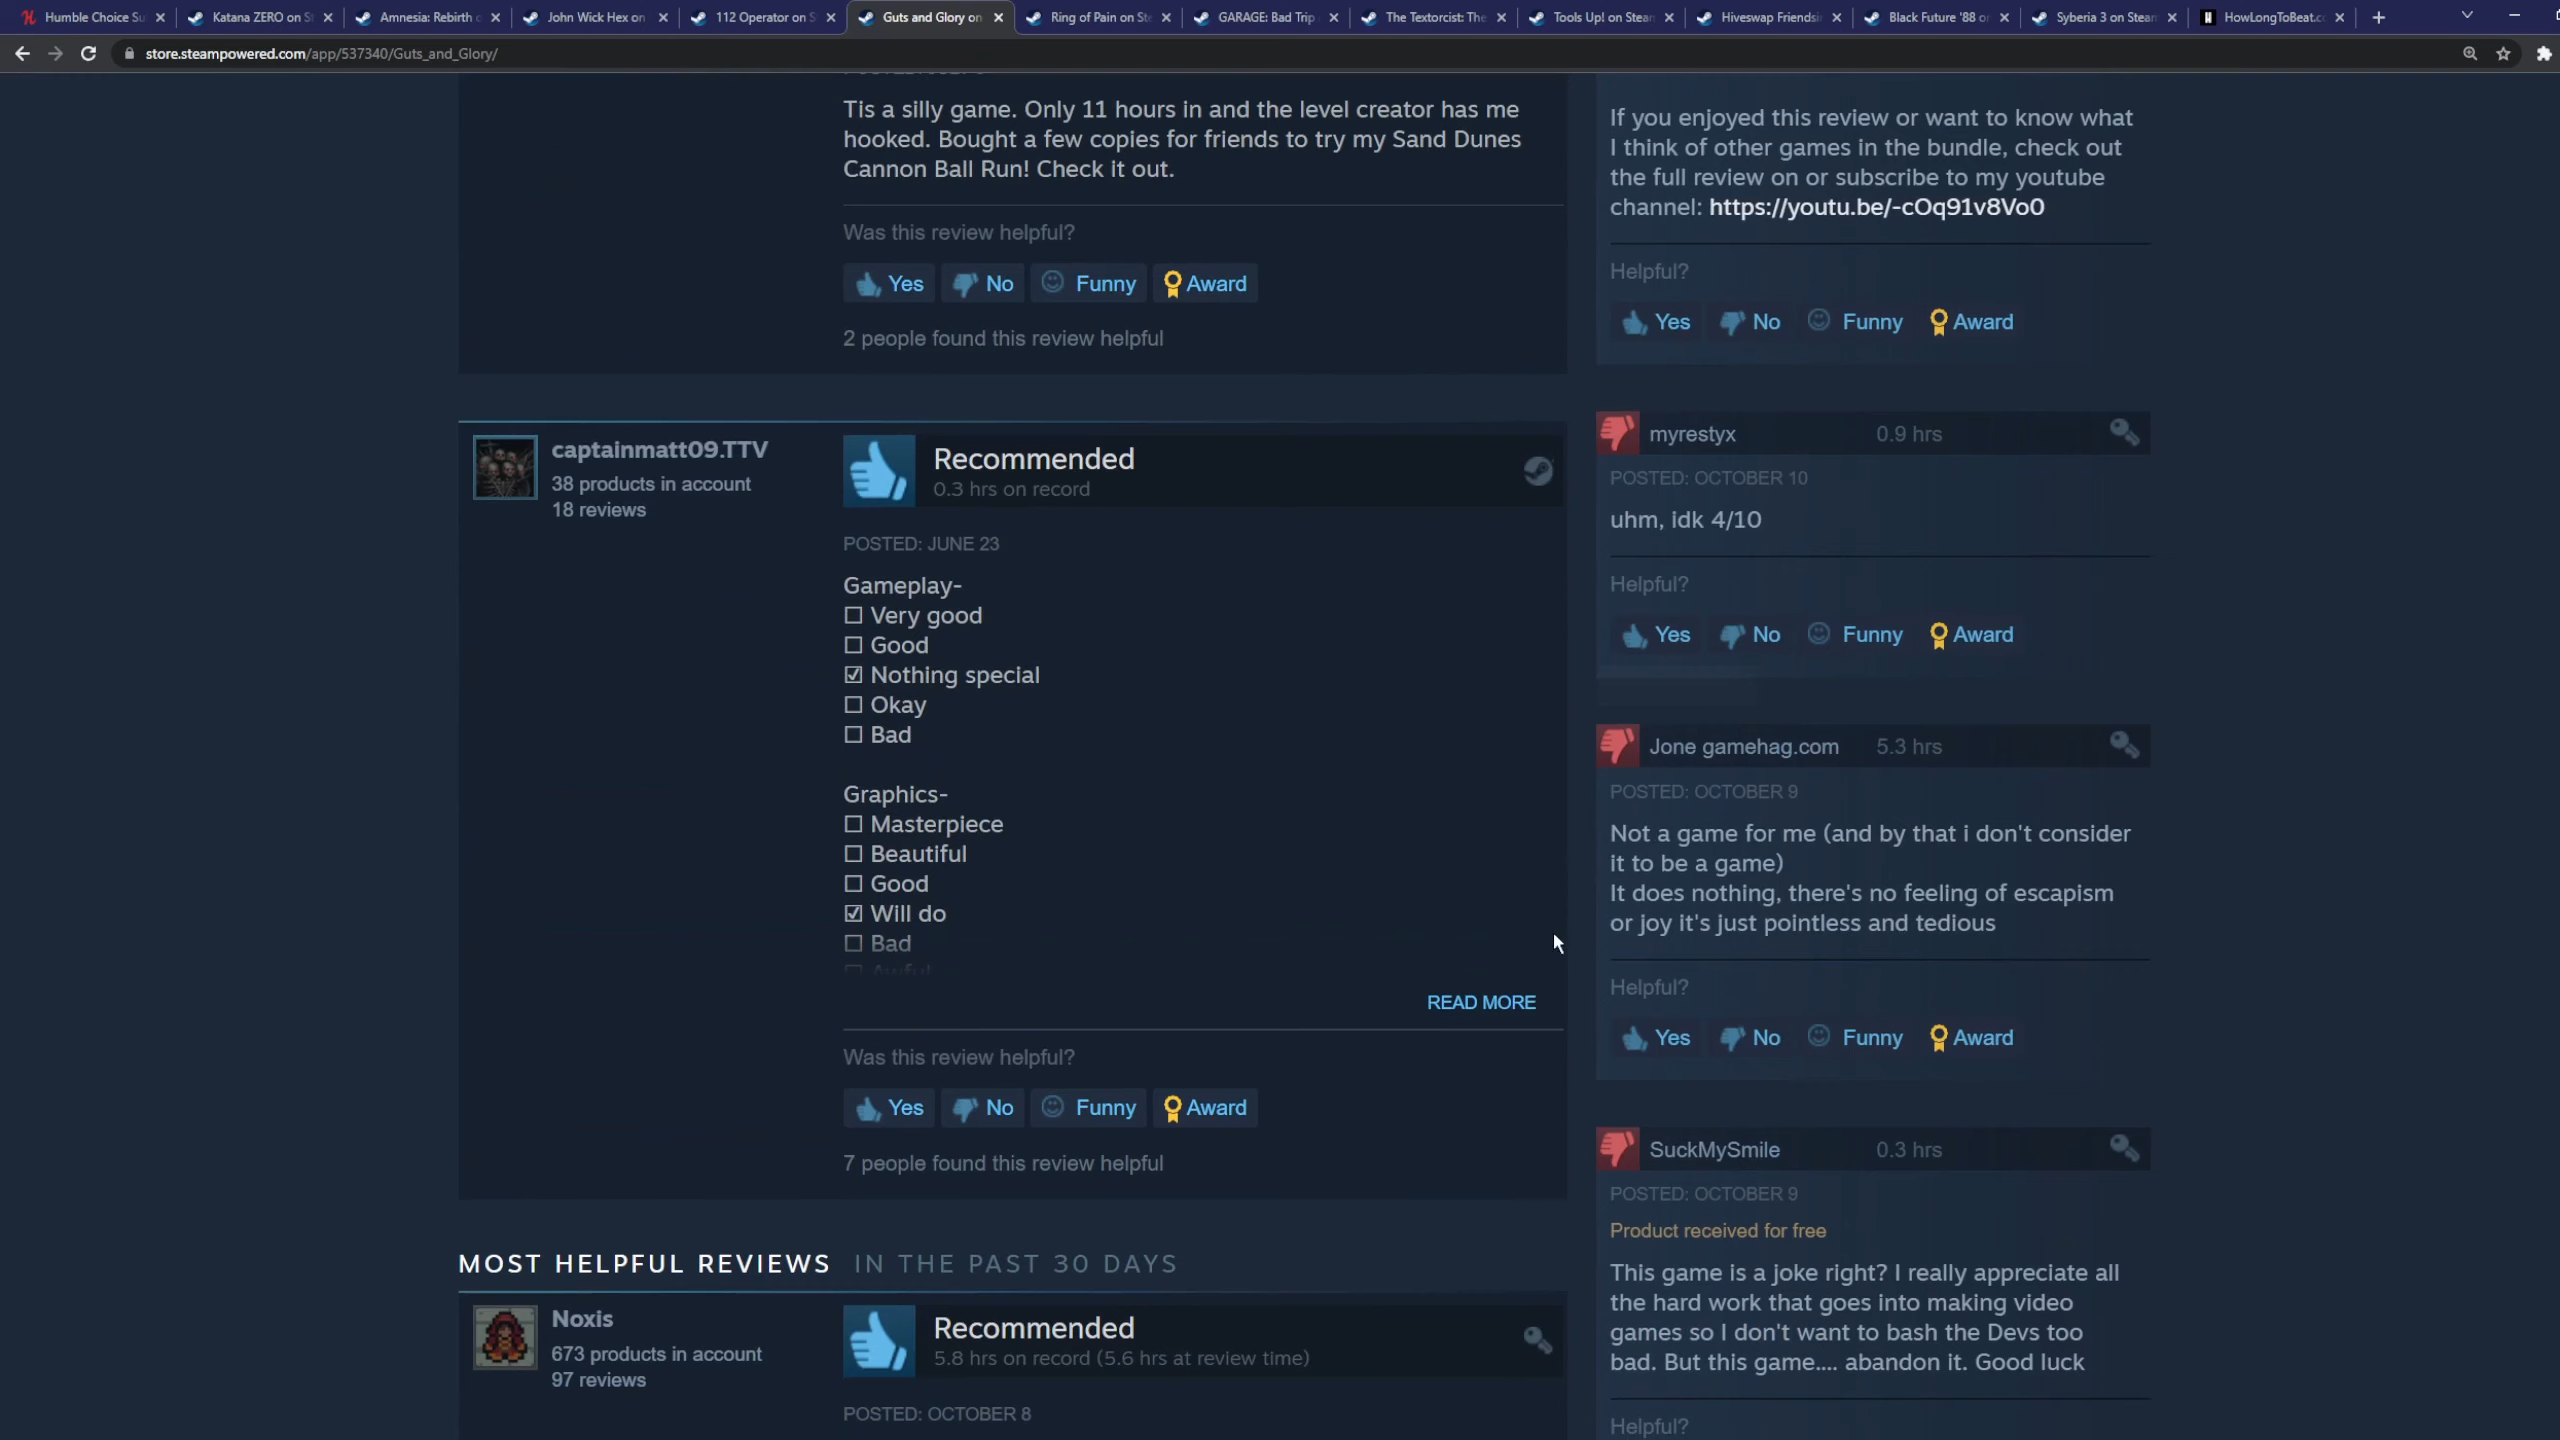 Humble Choice Su
Katana ZERO on St
Amnesia: Rebirth o
John Wick Hex on
112 Operator on S
Guts and Glory on
Ring of Pain on Ste
GARAGE: Bad Trip
The Textorcist: The
Tools Up! on Steam
Hiveswap Friendsi
Black Future '88 o
Syberia 3 on Steam
HowLongToBeat.c
store.steampowered.com/app/537340/Guts_and_Glory/
Tis a silly game. Only 11 hours in and the level creator has me
hooked. Bought a few copies for friends to try my Sand Dunes
Cannon Ball Run! Check it out.
Was this review helpful?
Yes
No
Funny
Award
2 people found this review helpful
captainmatt09.TTV
38 products in account
18 reviews
Recommended
0.3 hrs on record
POSTED: JUNE 23
Gameplay-
☐ Very good
☐ Good
☑ Nothing special
☐ Okay
☐ Bad
Graphics-
☐ Masterpiece
☐ Beautiful
☐ Good
☑ Will do
☐ Bad
☐ Awful
READ MORE
Was this review helpful?
Yes
No
Funny
Award
7 people found this review helpful
MOST HELPFUL REVIEWS IN THE PAST 30 DAYS
Noxis
673 products in account
97 reviews
Recommended
5.8 hrs on record (5.6 hrs at review time)
POSTED: OCTOBER 8
If you enjoyed this review or want to know what
I think of other games in the bundle, check out
the full review on or subscribe to my youtube
channel: https://youtu.be/-cOq91v8Vo0
Helpful?
Yes
No
Funny
Award
myrestyx
0.9 hrs
POSTED: OCTOBER 10
uhm, idk 4/10
Helpful?
Yes
No
Funny
Award
Jone gamehag.com
5.3 hrs
POSTED: OCTOBER 9
Not a game for me (and by that i don't consider
it to be a game)
It does nothing, there's no feeling of escapism
or joy it's just pointless and tedious
Helpful?
Yes
No
Funny
Award
SuckMySmile
0.3 hrs
POSTED: OCTOBER 9
Product received for free
This game is a joke right? I really appreciate all
the hard work that goes into making video
games so I don't want to bash the Devs too
bad. But this game.... abandon it. Good luck
Helpful?